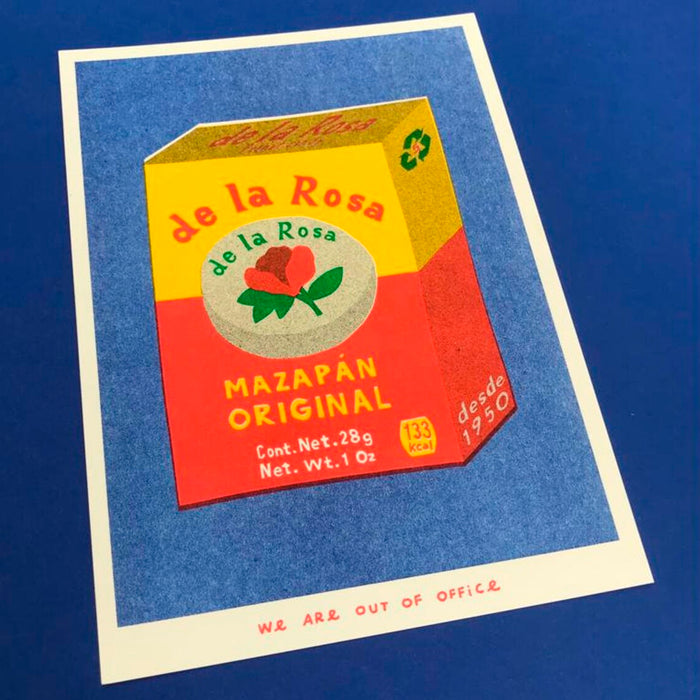 de la Rosa
de la Rosa
de la Rosa
MAZAPÁN
ORIGINAL
Cont. Net. 28g
Net. Wt. 1 Oz
133
kcal
desde
1950
WE ARE OUT OF OFFICE